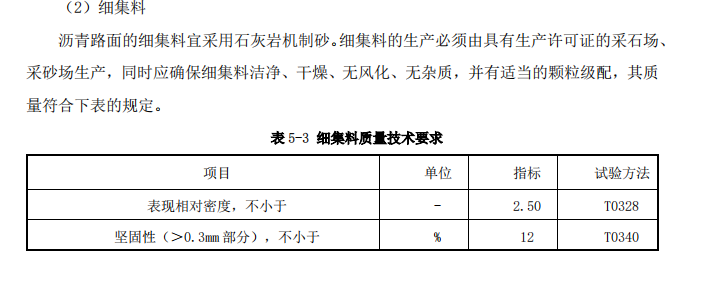 （2）细集料
沥青路面的细集料宜采用石灰岩机制砂。细集料的生产必须由具有生产许可证的采石场、
采砂场生产，同时应确保细集料洁净、干燥、无风化、无杂质，并有适当的颗粒级配，其质
量符合下表的规定。
表 5-3 细集料质量技术要求
项目 单位 指标 试验方法
表现相对密度，不小于 - 2.50 T0328
坚固性（＞0.3mm 部分），不小于 % 12 T0340